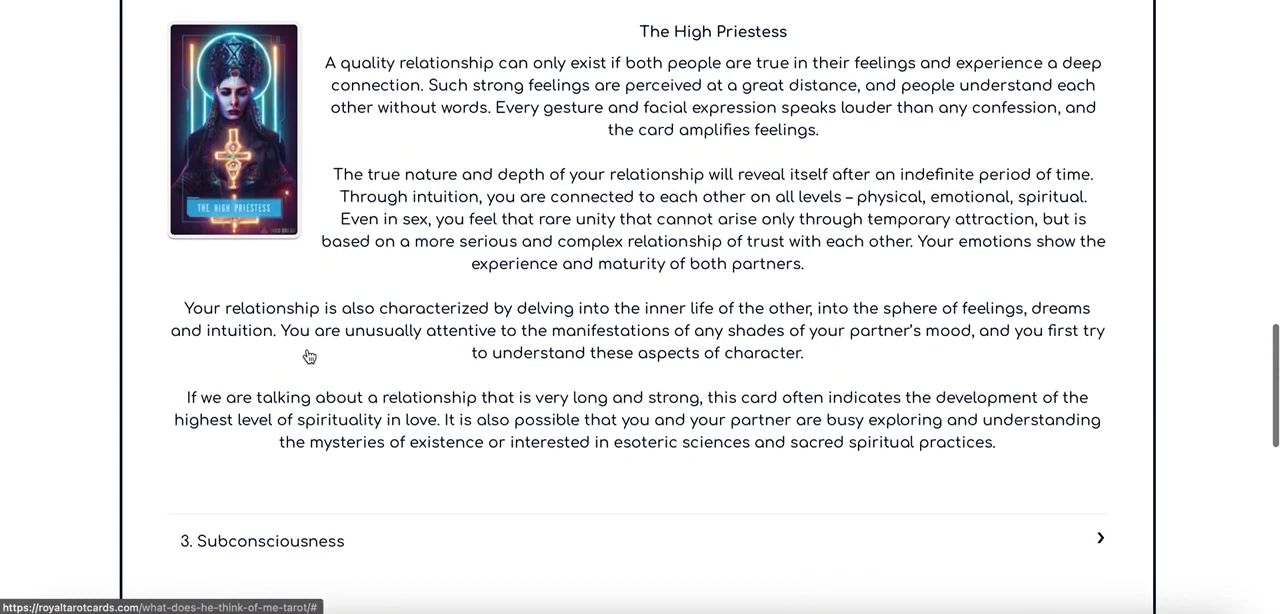 The High Priestess
A quality relationship can only exist if both people are true in their feelings and experience a deep
connection. Such strong feelings are perceived at a great distance, and people understand each
other without words. Every gesture and facial expression speaks louder than any confession, and
the card amplifies feelings.
THE HIGH PRIESTESS
The true nature and depth of your relationship will reveal itself after an indefinite period of time.
Through intuition, you are connected to each other on all levels – physical, emotional, spiritual.
Even in sex, you feel that rare unity that cannot arise only through temporary attraction, but is
based on a more serious and complex relationship of trust with each other. Your emotions show the
experience and maturity of both partners.
Your relationship is also characterized by delving into the inner life of the other, into the sphere of feelings, dreams
and intuition. You are unusually attentive to the manifestations of any shades of your partner's mood, and you first try
to understand these aspects of character.
If we are talking about a relationship that is very long and strong, this card often indicates the development of the
highest level of spirituality in love. It is also possible that you and your partner are busy exploring and understanding
the mysteries of existence or interested in esoteric sciences and sacred spiritual practices.
3. Subconsciousness
https://royaltarotcards.com/what-does-he-think-of-me-tarot/#